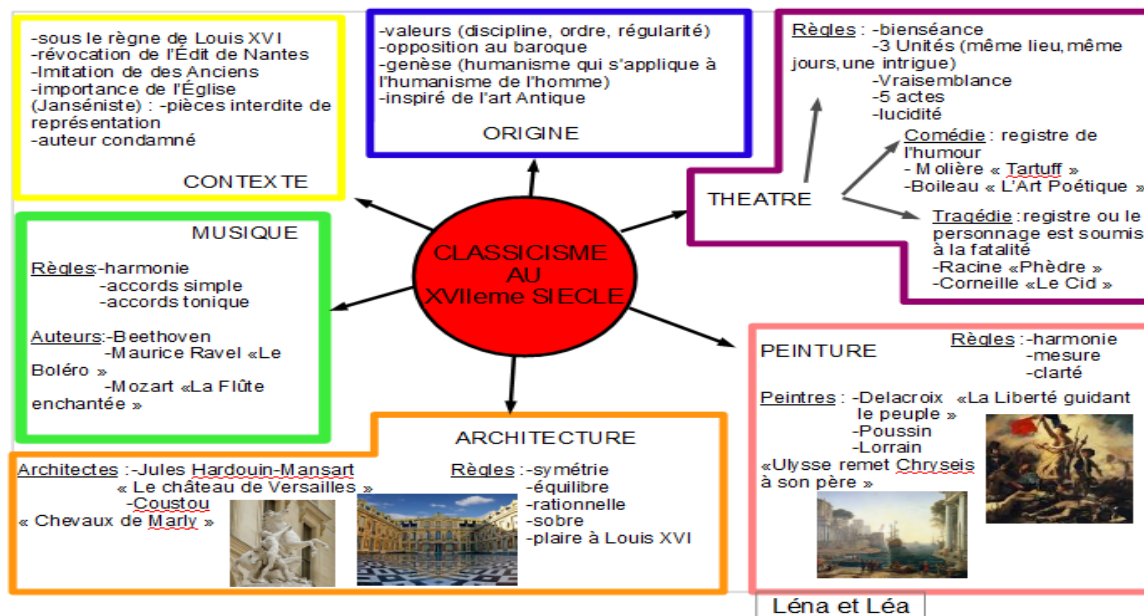 -sous le règne de Louis XVI
-révocation de l'Édit de Nantes
-Imitation de des Anciens
-importance de l'Église
(Janséniste) : -pièces interdite de
représentation
-auteur condamné
CONTEXTE
-valeurs (discipline, ordre, régularité)
-opposition au baroque
-genèse (humanisme qui s'applique à
l'humanisme de l'homme)
-inspiré de l'art Antique
ORIGINE
Règles : -bienséance
-3 Unités (même lieu,même
jours,une intrigue)
-Vraisemblance
-5 actes
-lucidité
THEATRE
Comédie : registre de
l'humour
- Molière « Tartuff »
-Boileau « L'Art Poétique »
Tragédie :registre ou le
personnage est soumis
à la fatalité
-Racine «Phèdre »
-Corneille «Le Cid »
CLASSICISME
AU
XVIIeme SIECLE
MUSIQUE
Règles:-harmonie
-accords simple
-accords tonique
Auteurs:-Beethoven
-Maurice Ravel «Le
Boléro »
-Mozart «La Flûte
enchantée »
ARCHITECTURE
Architectes :-Jules Hardouin-Mansart
« Le château de Versailles »
-Coustou
« Chevaux de Marly »
Règles :-symétrie
-équilibre
-rationnelle
-sobre
-plaire à Louis XVI
PEINTURE
Règles :-harmonie
-mesure
-clarté
Peintres : -Delacroix «La Liberté guidant
le peuple »
-Poussin
-Lorrain
«Ulysse remet Chryseis
à son père »
Léna et Léa